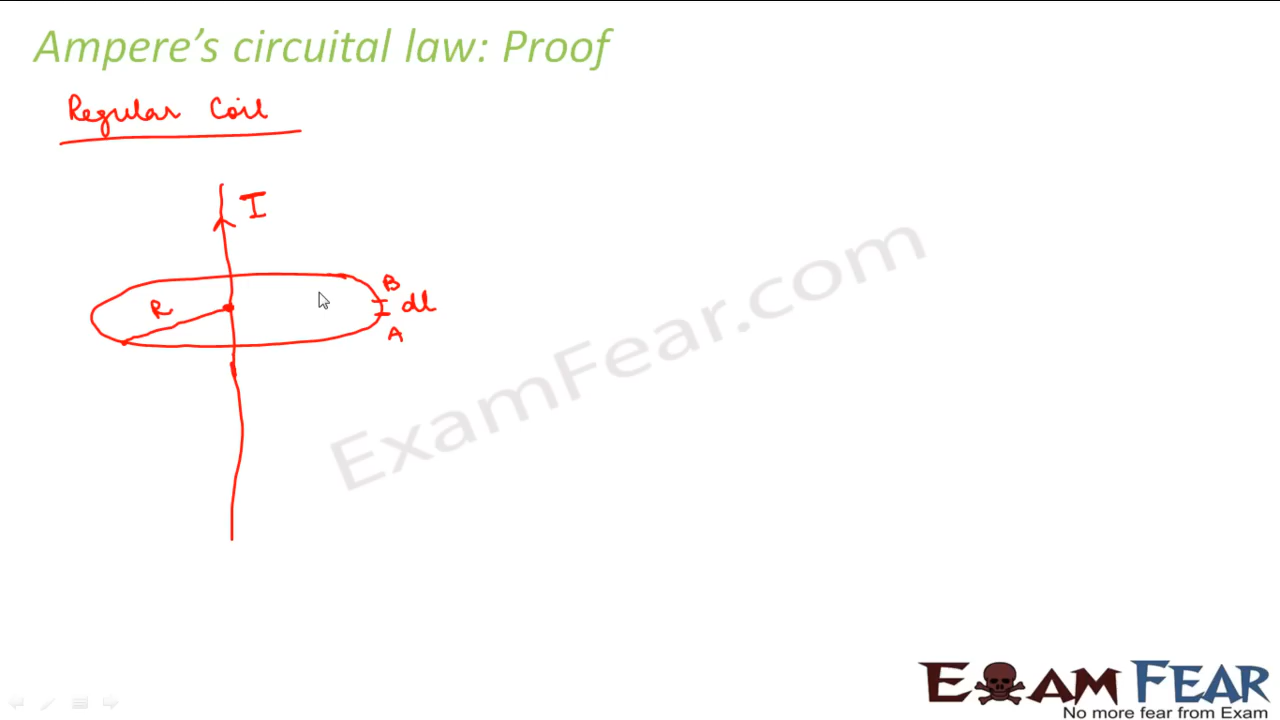 Ampere's circuital law: Proof
Regular Coil
I
B
R
dl
A
ExamFear.com
EXAM FEAR
No more fear from Exam